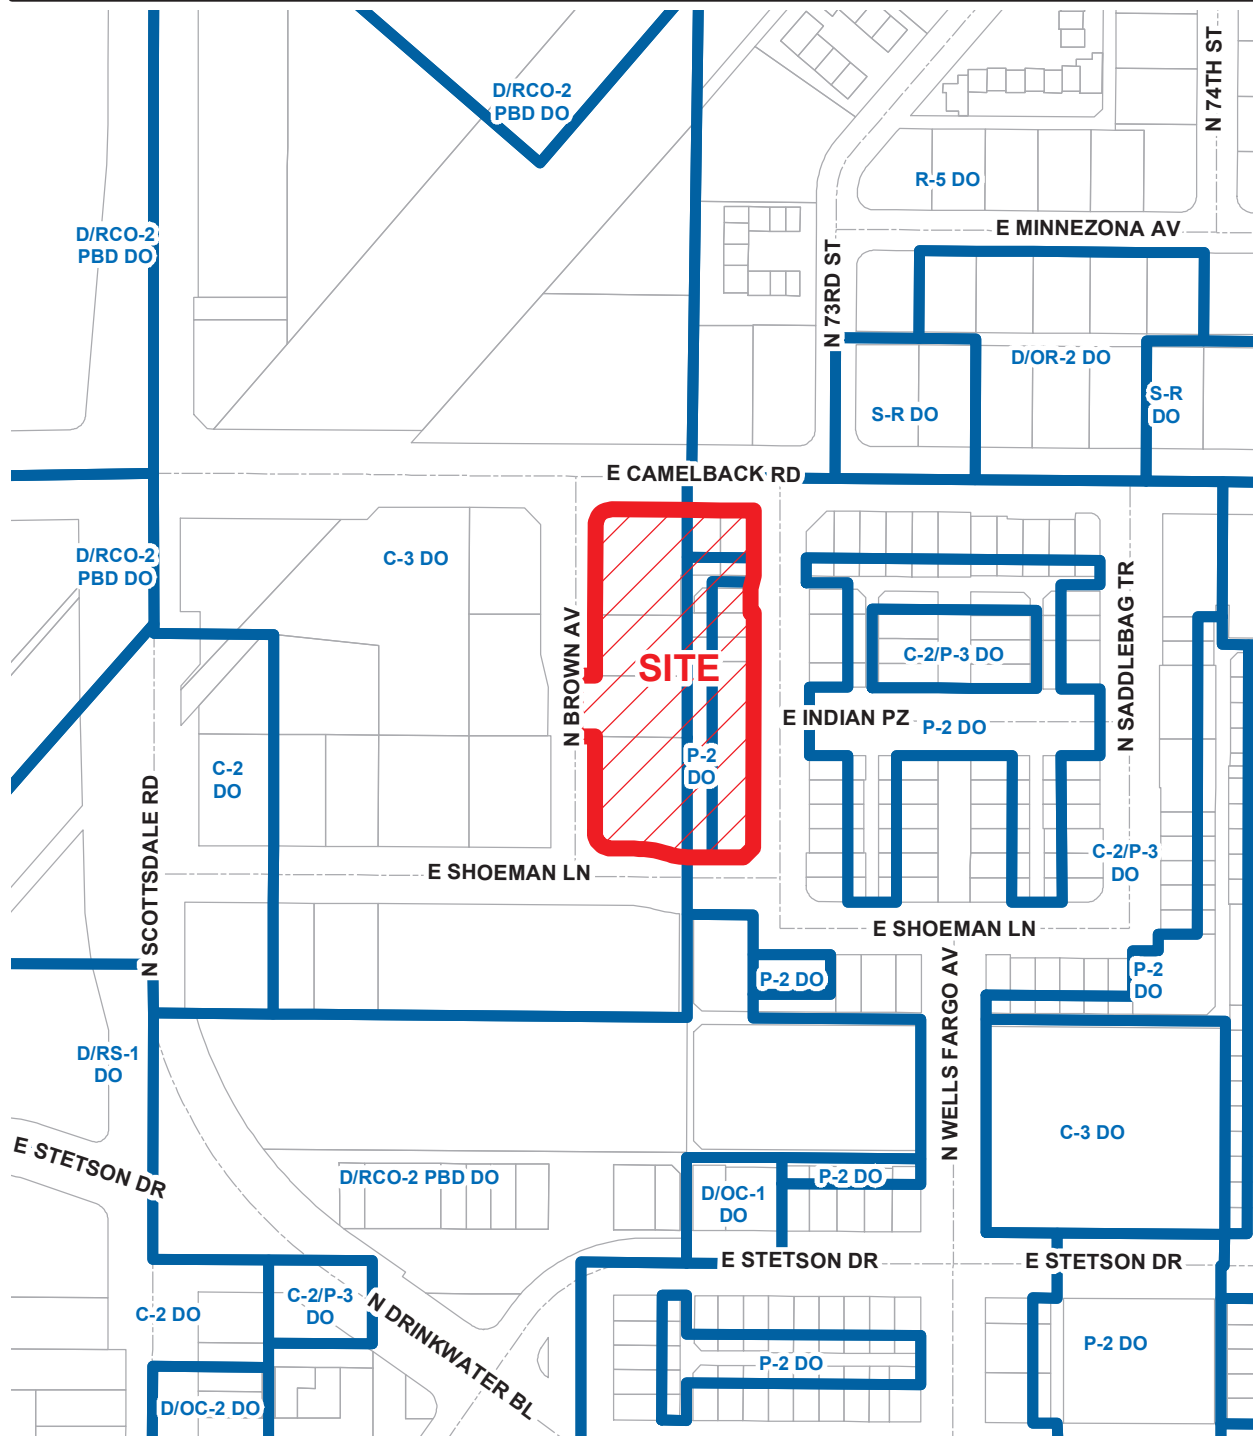 D/RCO-2
PBD DO
N 74TH ST
R-5 DO
E MINNEZONA AV
D/RCO-2
PBD DO
N 73RD ST
D/OR-2 DO
S-R DO
S-R
DO
E CAMELBACK RD
D/RCO-2
PBD DO
C-3 DO
N BROWN AV
SITE
C-2/P-3 DO
N SADDLEBAG TR
E INDIAN PZ
P-2 DO
P-2
DO
C-2
DO
N SCOTTSDALE RD
E SHOEMAN LN
C-2/P-3
DO
E SHOEMAN LN
P-2 DO
P-2
DO
N WELLS FARGO AV
D/RS-1
DO
C-3 DO
E STETSON DR
D/RCO-2 PBD DO
P-2 DO
D/OC-1
DO
E STETSON DR
E STETSON DR
C-2 DO
C-2/P-3
DO
N DRINKWATER BL
P-2 DO
P-2 DO
D/OC-2 DO